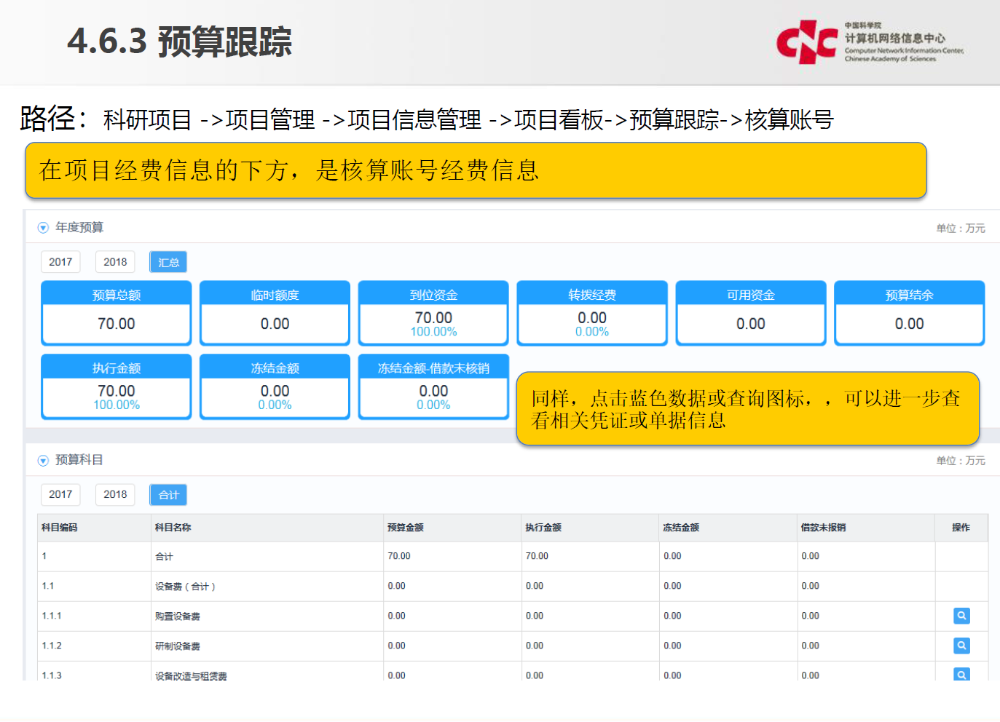 4.6.3 预算跟踪
中国科学院
计算机网络信息中心
Computer Network Information Center,
Chinese Academy of Sciences
路径： 科研项目 ->项目管理 ->项目信息管理 ->项目看板->预算跟踪->核算账号
在项目经费信息的下方，是核算账号经费信息
年度预算 单位：万元
2017 2018 汇总
预算总额 临时额度 到位资金 转拨经费 可用资金 预算结余
70.00 0.00 70.00 0.00 0.00 0.00
100.00% 0.00%
执行金额 冻结金额 冻结金额-借款未核销
70.00 0.00 0.00
100.00% 0.00% 0.00%
同样，点击蓝色数据或查询图标，，可以进一步查
看相关凭证或单据信息
预算科目 单位：万元
2017 2018 合计
科目编码 科目名称 预算金额 执行金额 冻结金额 借款未报销 操作
1 合计 70.00 70.00 0.00 0.00
1.1 设备费（合计） 0.00 0.00 0.00 0.00
1.1.1 购置设备费 0.00 0.00 0.00 0.00
1.1.2 研制设备费 0.00 0.00 0.00 0.00
1.1.3 设备改造与租赁费 0.00 0.00 0.00 0.00